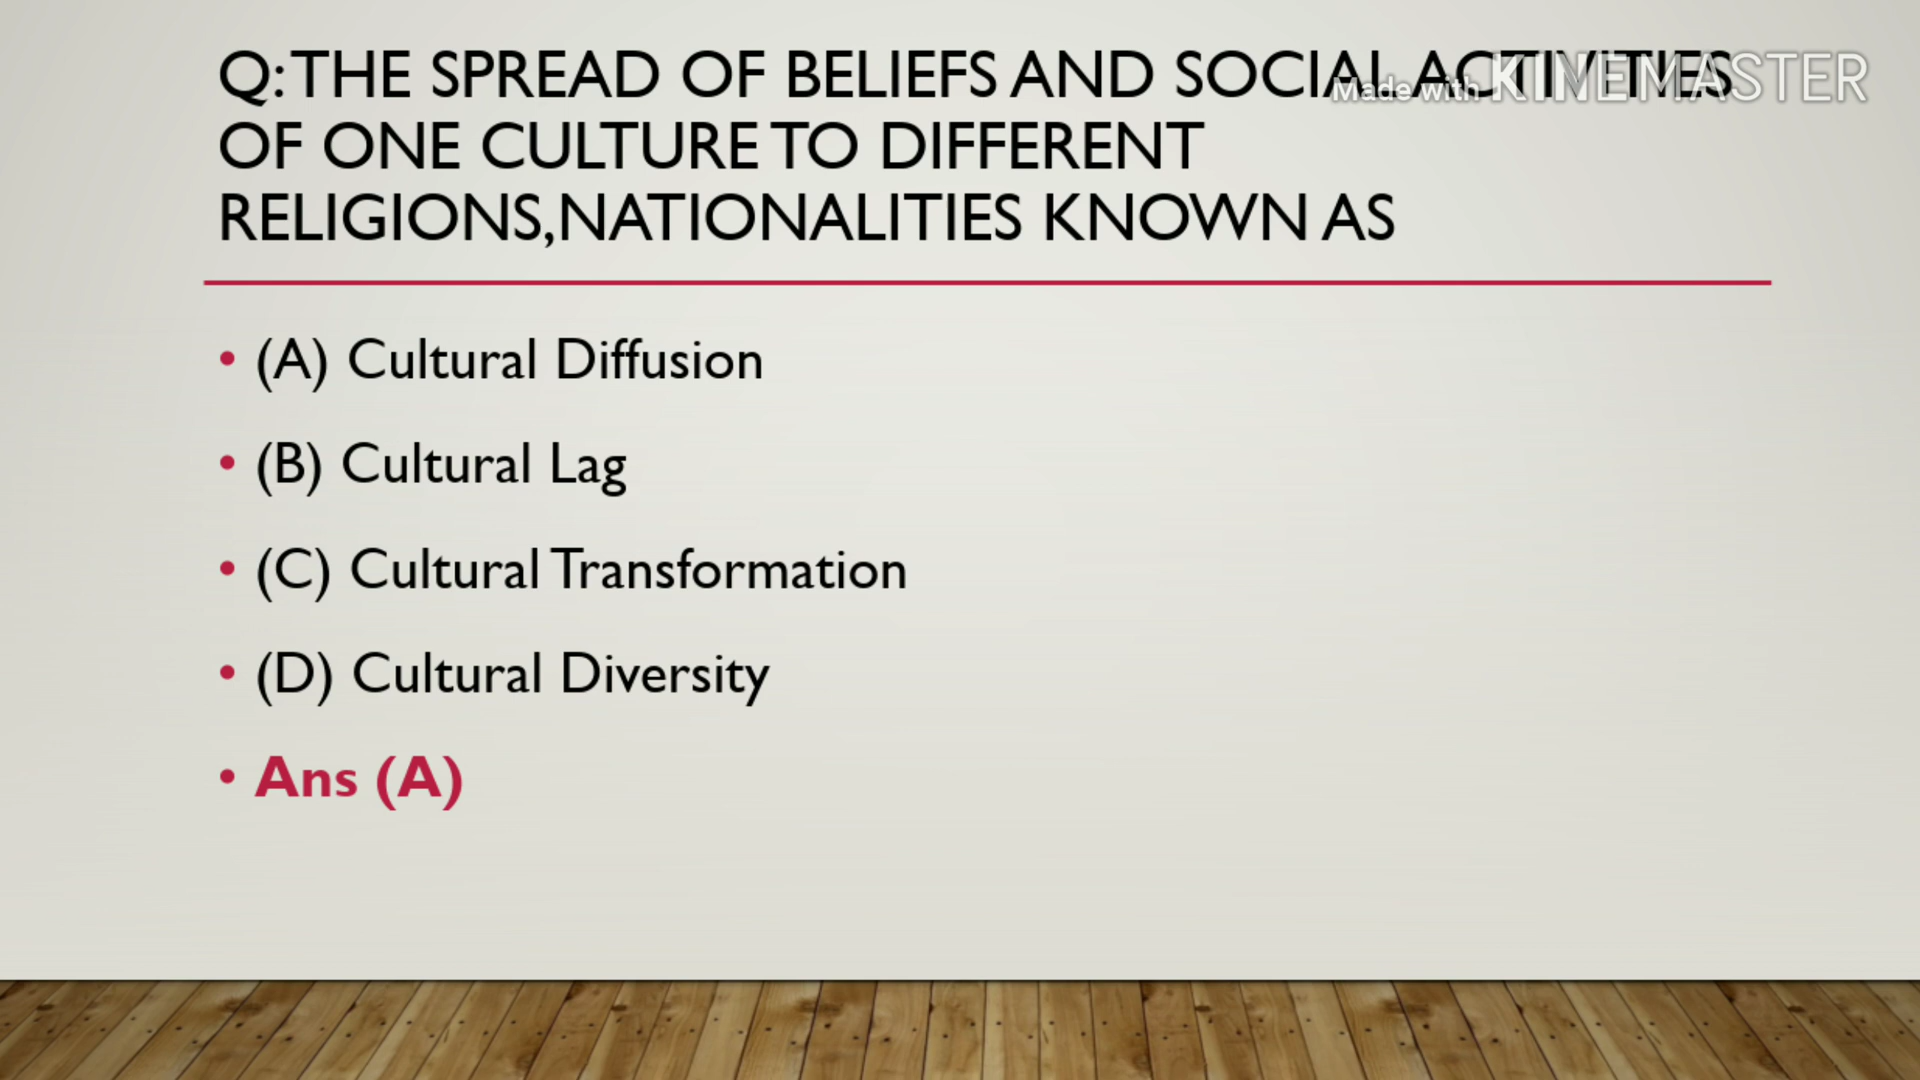 Q: THE SPREAD OF BELIEFS AND SOCIAL ACTIVITIES
Made with KINEMASTER
OF ONE CULTURE TO DIFFERENT
RELIGIONS,NATIONALITIES KNOWN AS
• (A) Cultural Diffusion
• (B) Cultural Lag
• (C) Cultural Transformation
• (D) Cultural Diversity
• Ans (A)